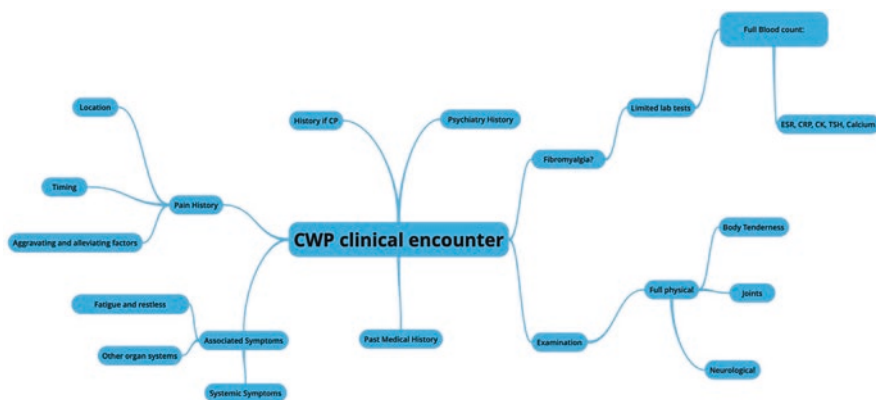 Full Blood count:
Location
Limited lab tests
History if CP
Psychiatry History
ESR, CRP, CK, TSH, Calcium
Fibromyalgia?
Timing
Pain History
Aggravating and alleviating factors
CWP clinical encounter
Body Tenderness
Full physical
Joints
Fatigue and restless
Associated Symptoms
Past Medical History
Examination
Other organ systems
Neurological
Systemic Symptoms